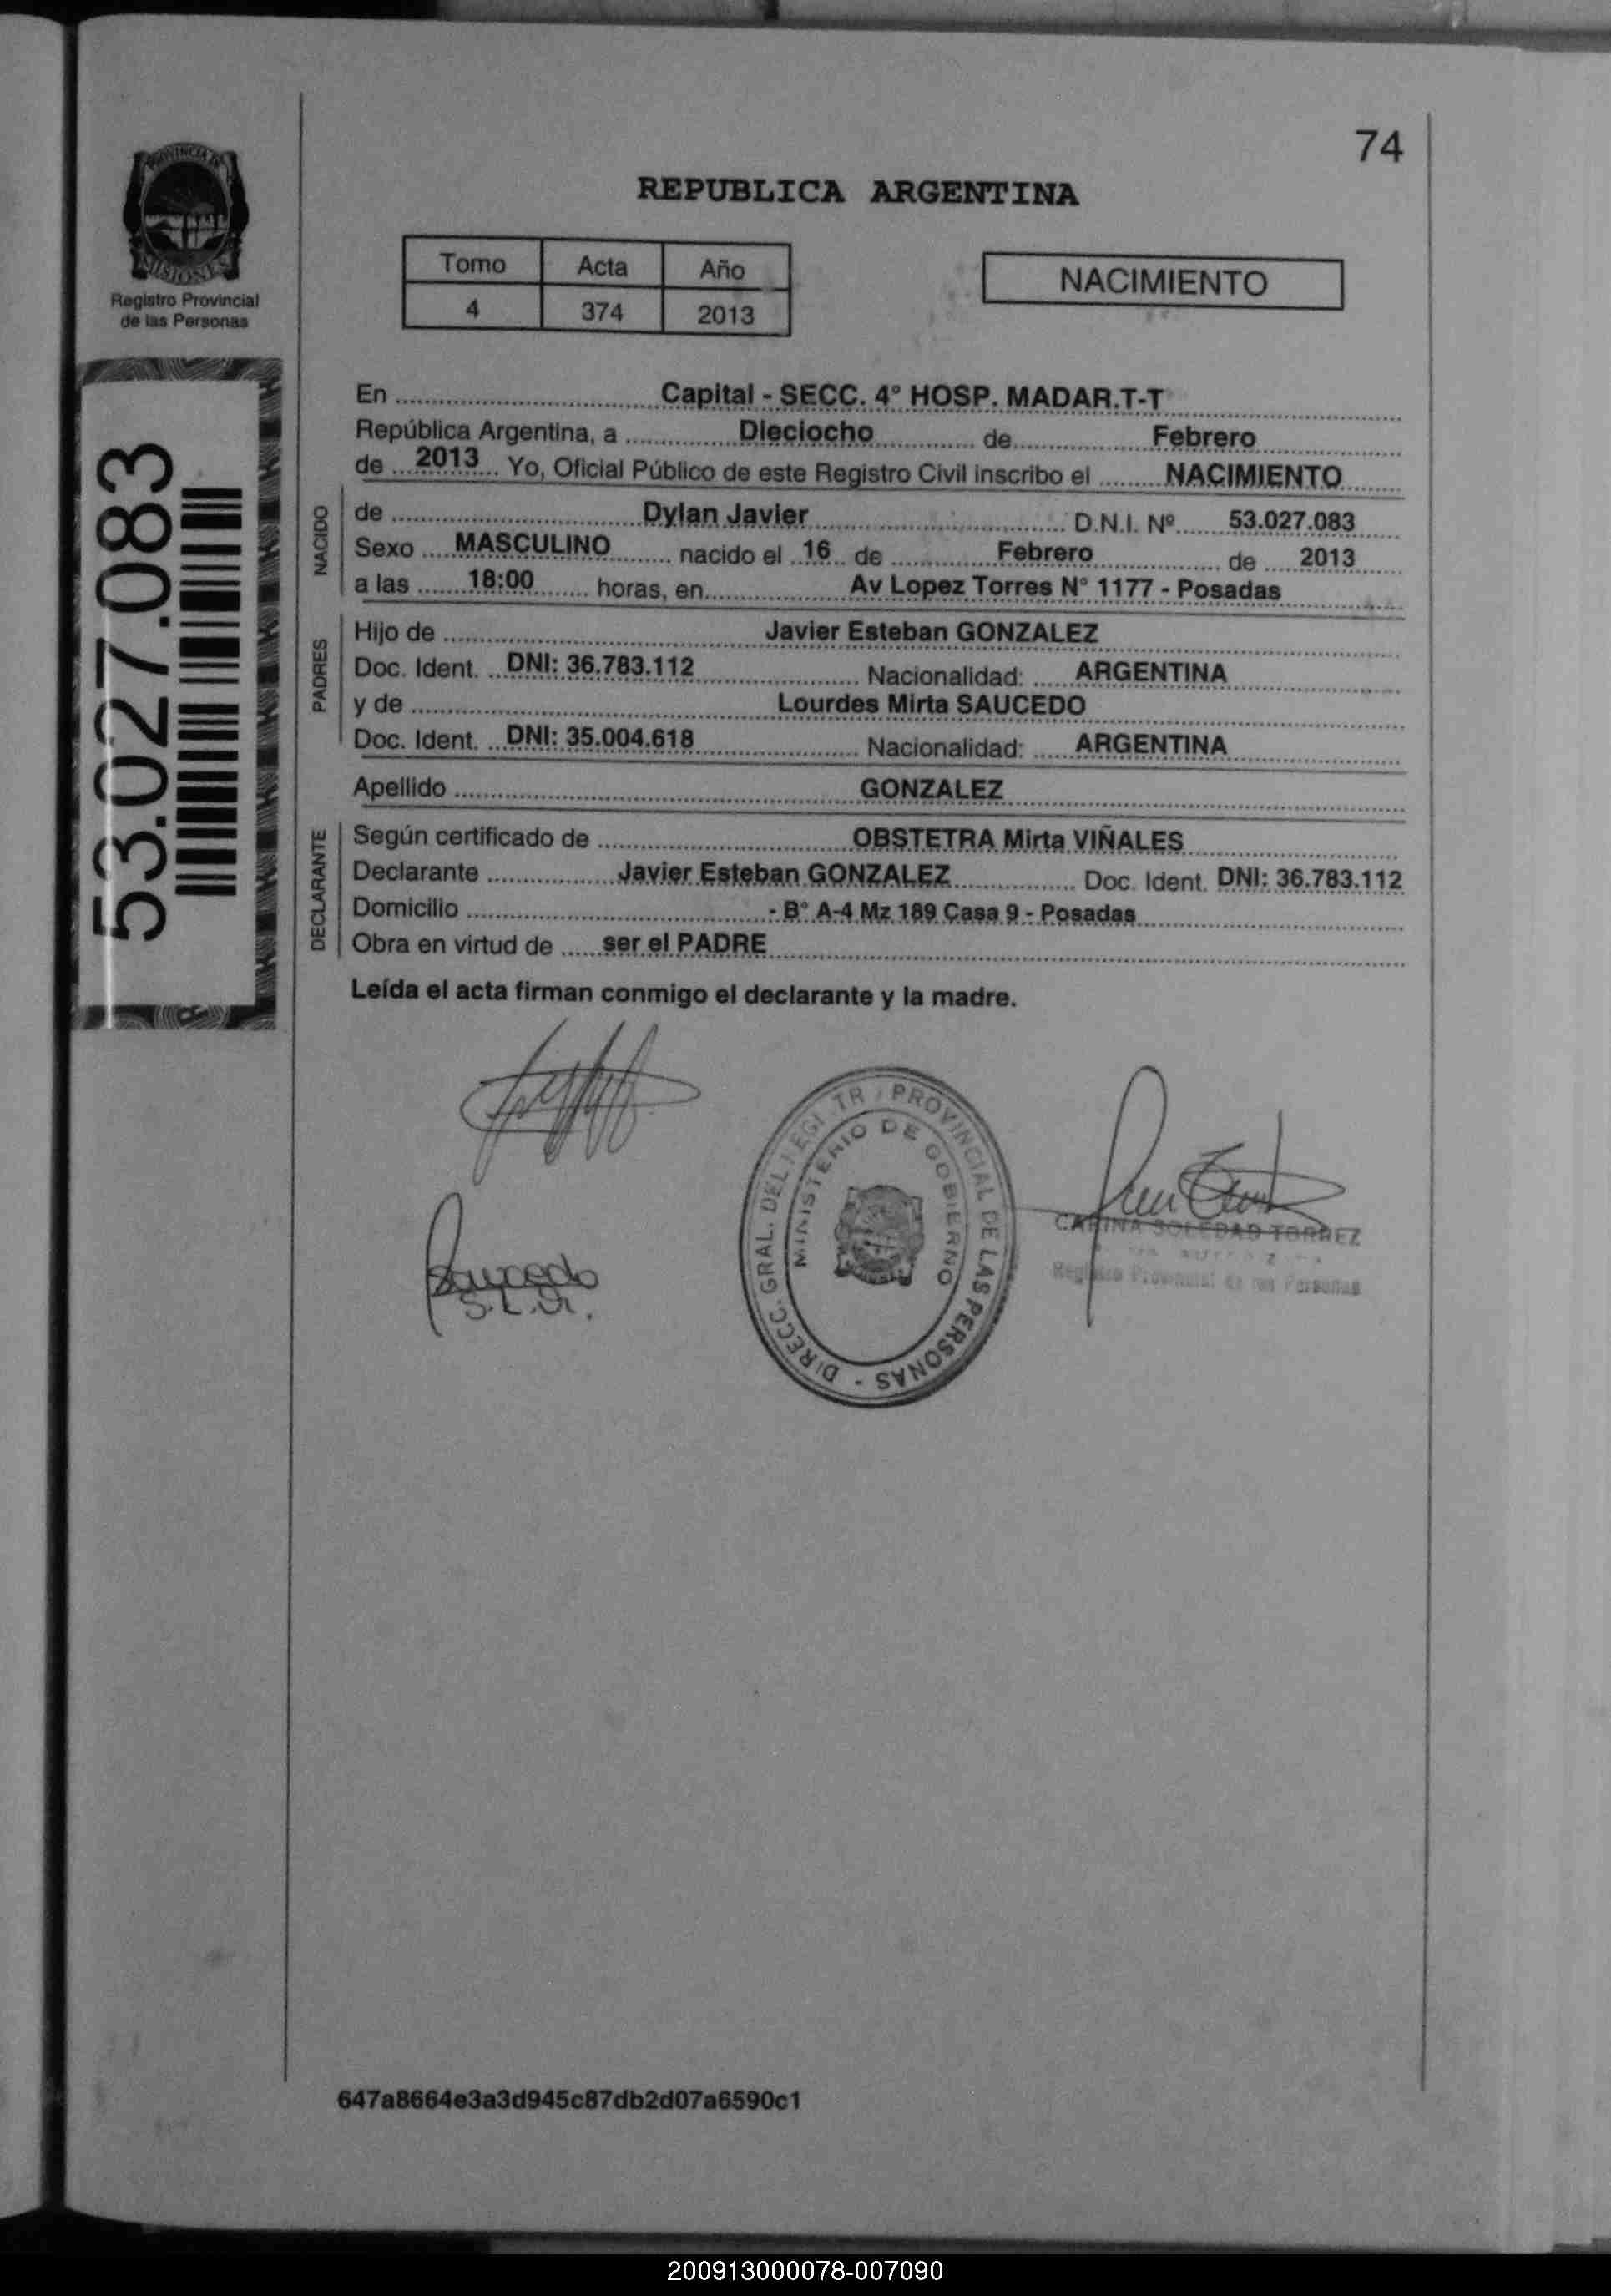 74
REPUBLICA ARGENTINA
PROVINCIA DE
MISIONES
Registro Provincial
de las Personas
Tomo Acta Año
4 374 2013
NACIMIENTO
53.027.083
En Capital - SECC. 4° HOSP. MADAR.T-T
República Argentina, a Dieciocho de Febrero
de 2013 Yo, Oficial Público de este Registro Civil inscribo el NACIMIENTO
NACIDO
de Dylan Javier D.N.I. Nº 53.027.083
Sexo MASCULINO nacido el 16 de Febrero de 2013
a las 18:00 horas, en Av Lopez Torres N° 1177 - Posadas
PADRES
Hijo de Javier Esteban GONZALEZ
Doc. Ident. DNI: 36.783.112 Nacionalidad: ARGENTINA
y de Lourdes Mirta SAUCEDO
Doc. Ident. DNI: 35.004.618 Nacionalidad: ARGENTINA
Apellido GONZALEZ
DECLARANTE
Según certificado de OBSTETRA Mirta VIÑALES
Declarante Javier Esteban GONZALEZ Doc. Ident. DNI: 36.783.112
Domicilio - B° A-4 Mz 189 Casa 9 - Posadas
Obra en virtud de ser el PADRE
Leída el acta firman conmigo el declarante y la madre.
Saucedo
S.L.M.
DIRECC. GRAL. DEL REGISTR PROVINCIAL DE LAS PERSONAS -
MINISTERIO DE GOBIERNO
CARINA SOLEDAD TORREZ
Registro Provincial de las Personas
647a8664e3a3d945c87db2d07a6590c1
200913000078-007090